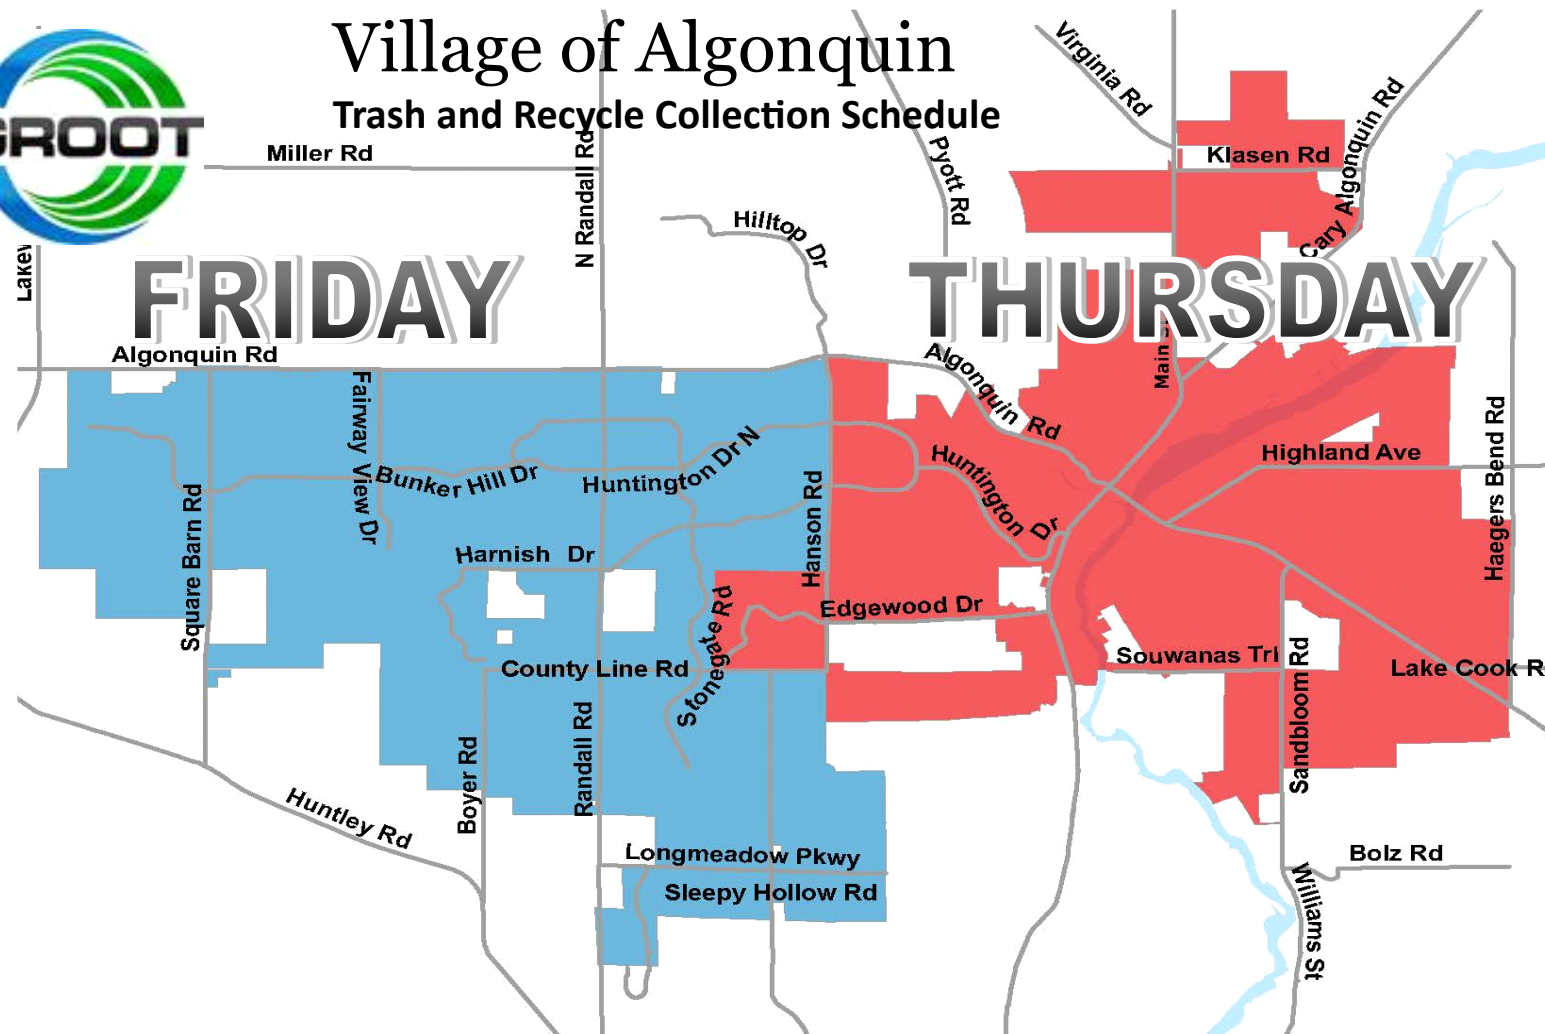 Village of Algonquin
Trash and Recycle Collection Schedule
GROOT
Virginia Rd
Miller Rd
N Randall Rd
Pyott Rd
Klasen Rd
Cary Algonquin Rd
Hilltop Dr
FRIDAY
THURSDAY
Algonquin Rd
Algonquin Rd
Fairway View Dr
Bunker Hill Dr
Huntington Dr N
Huntington Dr
Highland Ave
Haegers Bend Rd
Square Barn Rd
Hanson Rd
Harnish Dr
Edgewood Dr
Stonegate Rd
County Line Rd
Souwanas Trl
Sandbloom Rd
Lake Cook R
Boyer Rd
Randall Rd
Huntley Rd
Longmeadow Pkwy
Sleepy Hollow Rd
Bolz Rd
Williams St
Main